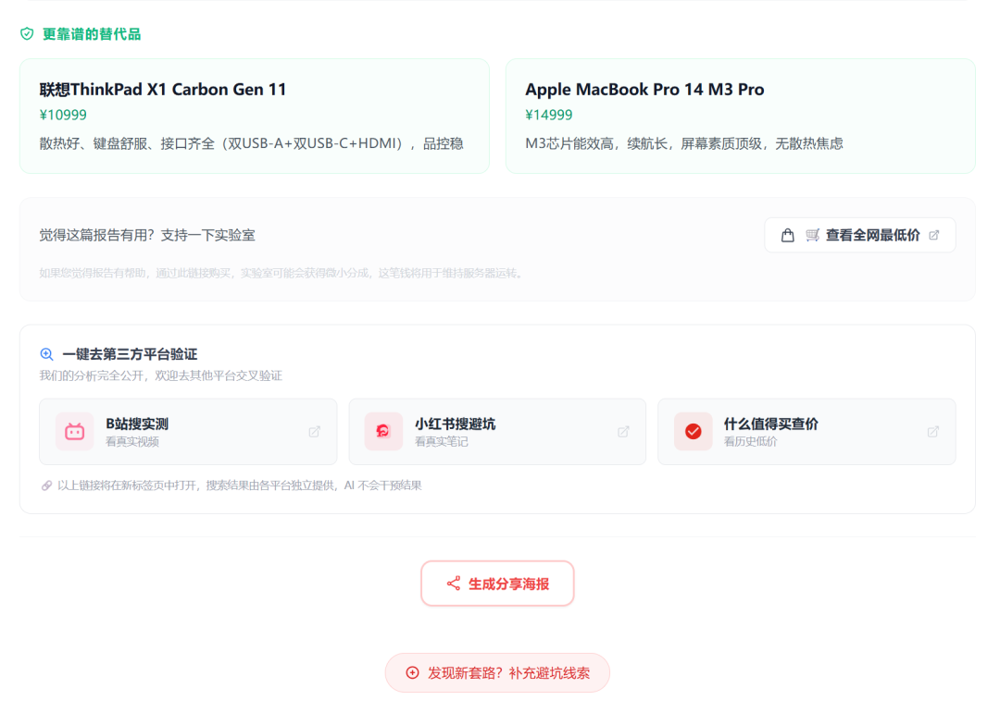 更靠谱的替代品
联想ThinkPad X1 Carbon Gen 11
¥10999
散热好、键盘舒服、接口齐全（双USB-A+双USB-C+HDMI），品控稳
Apple MacBook Pro 14 M3 Pro
¥14999
M3芯片能效高，续航长，屏幕素质顶级，无散热焦虑
觉得这篇报告有用？支持一下实验室
🛒 查看全网最低价
如果您觉得报告有帮助，通过此链接购买，实验室可能会获得微小分成，这笔钱将用于维持服务器运转。
一键去第三方平台验证
我们的分析完全公开，欢迎去其他平台交叉验证
B站搜实测
看真实视频
小红书搜避坑
看真实笔记
什么值得买查价
看历史低价
🔗 以上链接将在新标签页中打开，搜索结果由各平台独立提供，AI 不会干预结果
生成分享海报
发现新套路？补充避坑线索